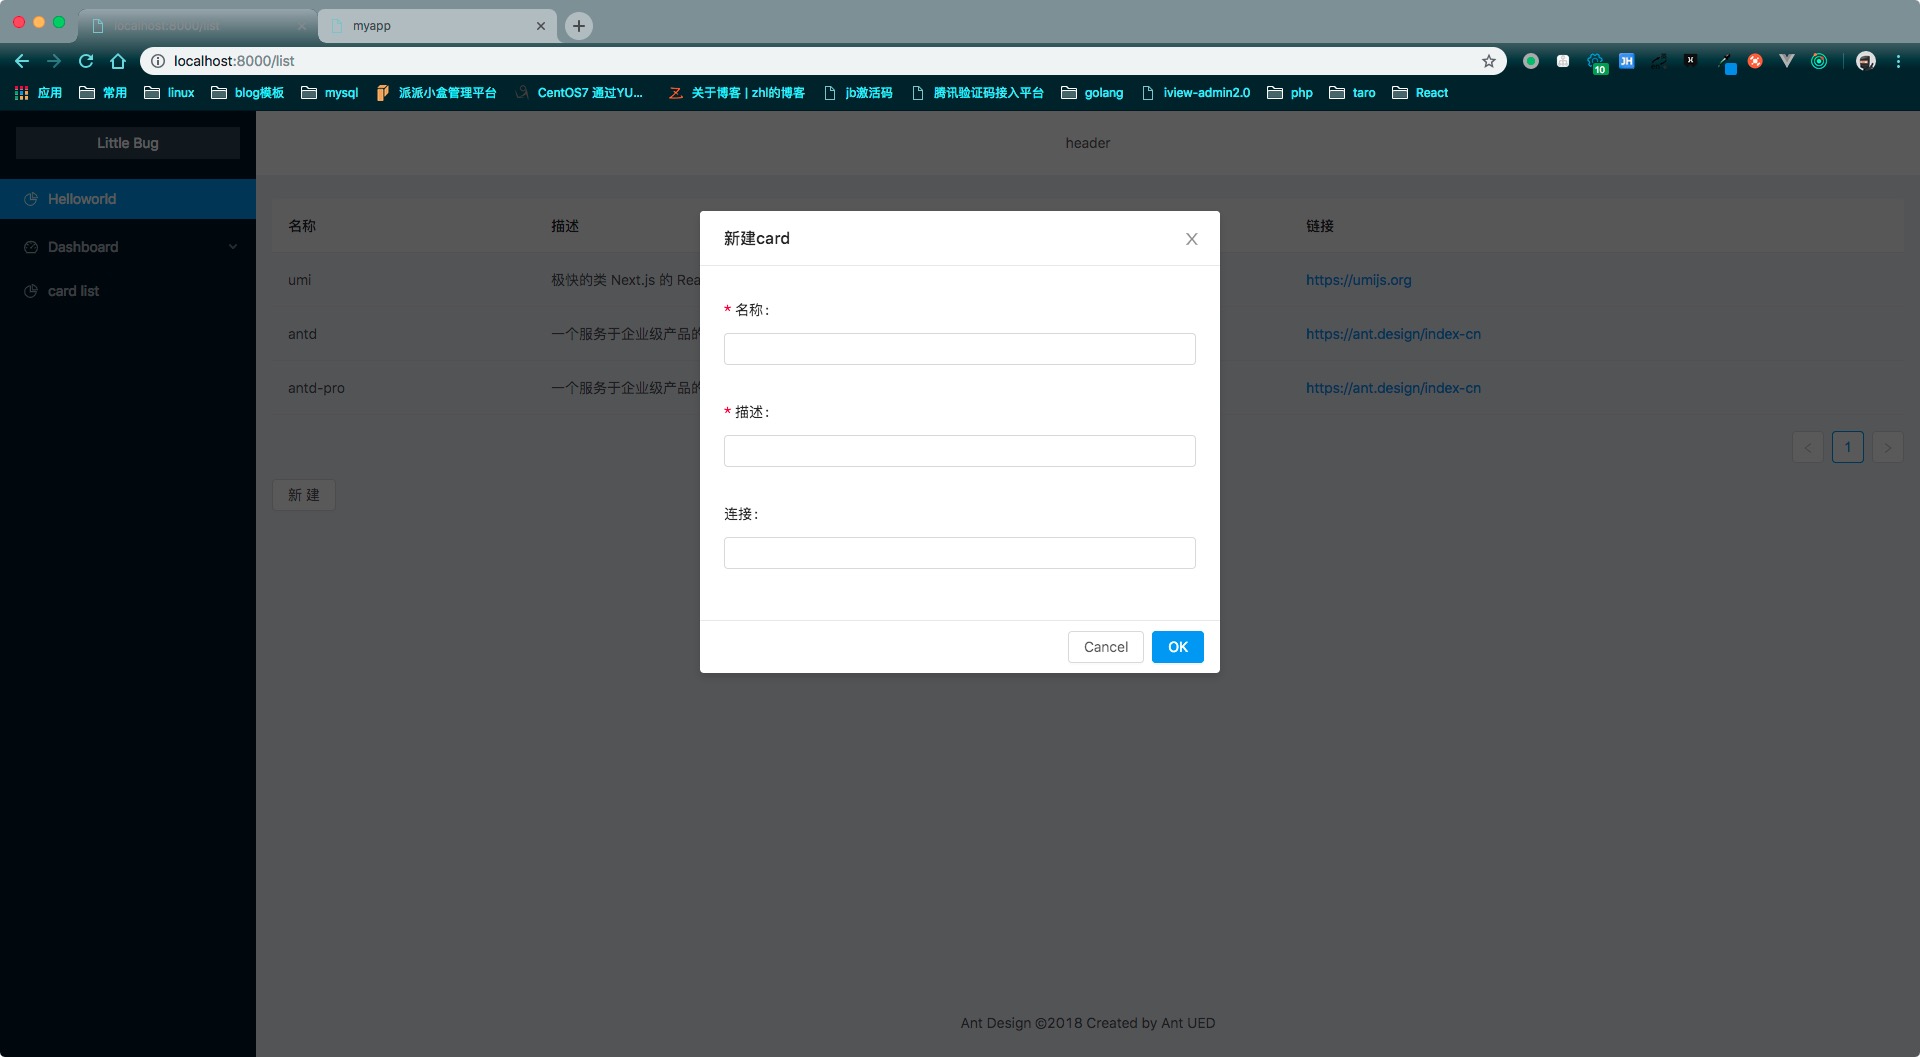 localhost:8000/list
myapp
localhost:8000/list
10
JH
应用
常用
linux
blog模板
mysql
派派小盒管理平台
CentOS7 通过YU...
关于博客 | zhl的博客
jb激活码
腾讯验证码接入平台
golang
iview-admin2.0
php
taro
React
Little Bug
header
Helloworld
Dashboard
card list
名称
描述
链接
umi
极快的类 Next.js 的 Rea
https://umijs.org
antd
一个服务于企业级产品的
https://ant.design/index-cn
antd-pro
一个服务于企业级产品的
https://ant.design/index-cn
1
新 建
新建card
* 名称:
* 描述:
连接:
Cancel
OK
Ant Design ©2018 Created by Ant UED